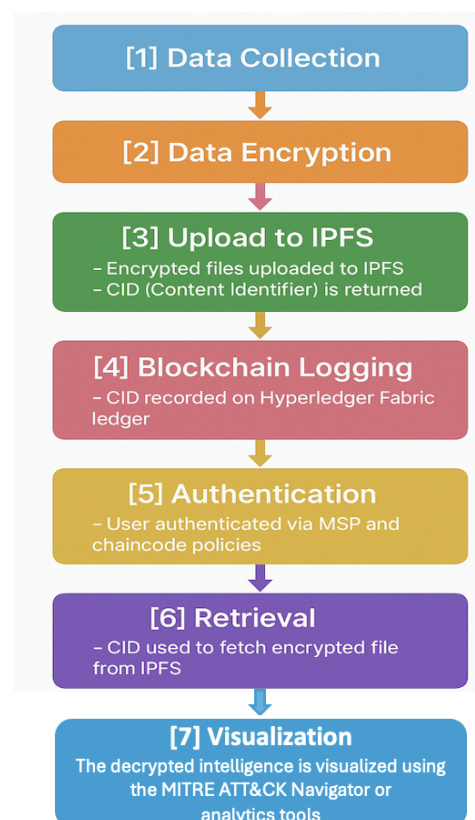 [1] Data Collection
[2] Data Encryption
[3] Upload to IPFS
– Encrypted files uploaded to IPFS
– CID (Content Identifier) is returned
[4] Blockchain Logging
– CID recorded on Hyperledger Fabric
ledger
[5] Authentication
– User authenticated via MSP and
chaincode policies
[6] Retrieval
– CID used to fetch encrypted file
from IPFS
[7] Visualization
The decrypted intelligence is visualized using
the MITRE ATT&CK Navigator or
analytics tools